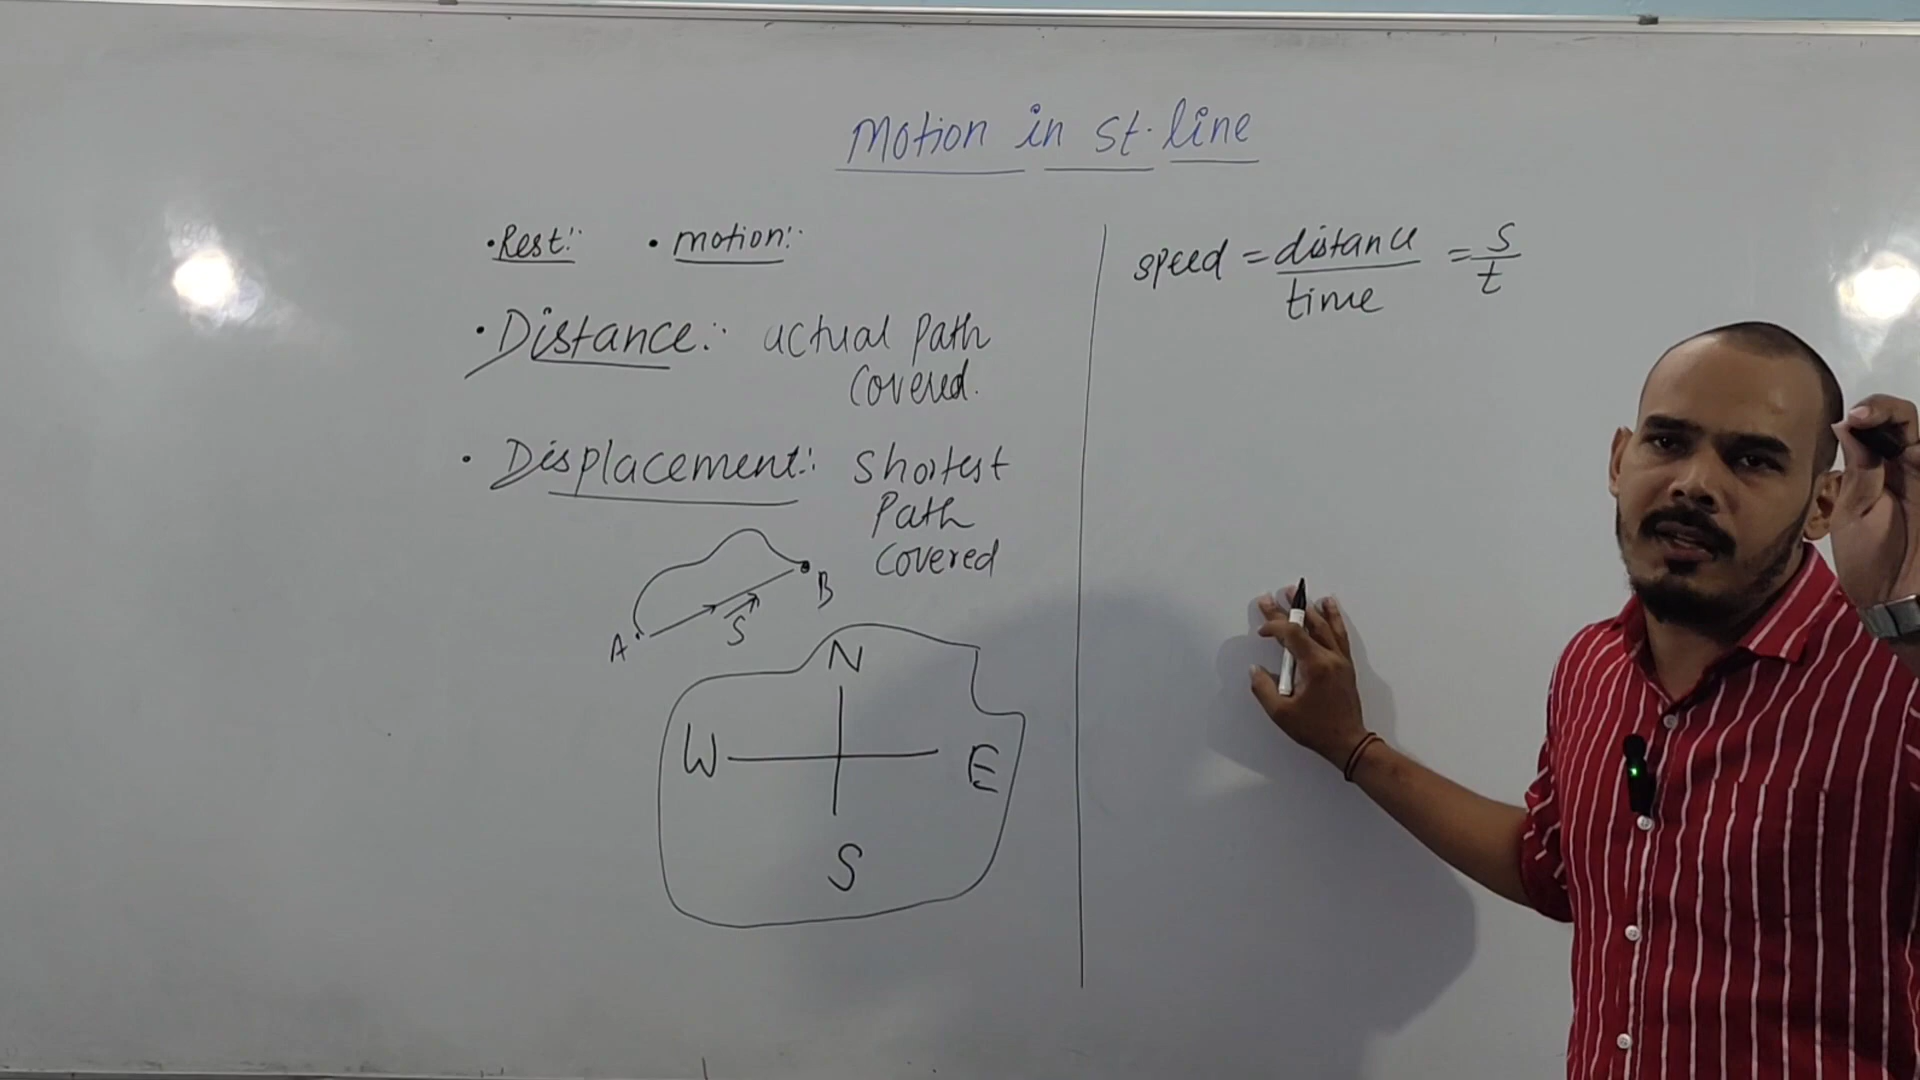 Motion in st. line
• Rest:- • motion:-
• Distance:- actual path
covered.
• Displacement:- shortest
path
covered
A S B
N
W E
S
speed = distance/time = s/t